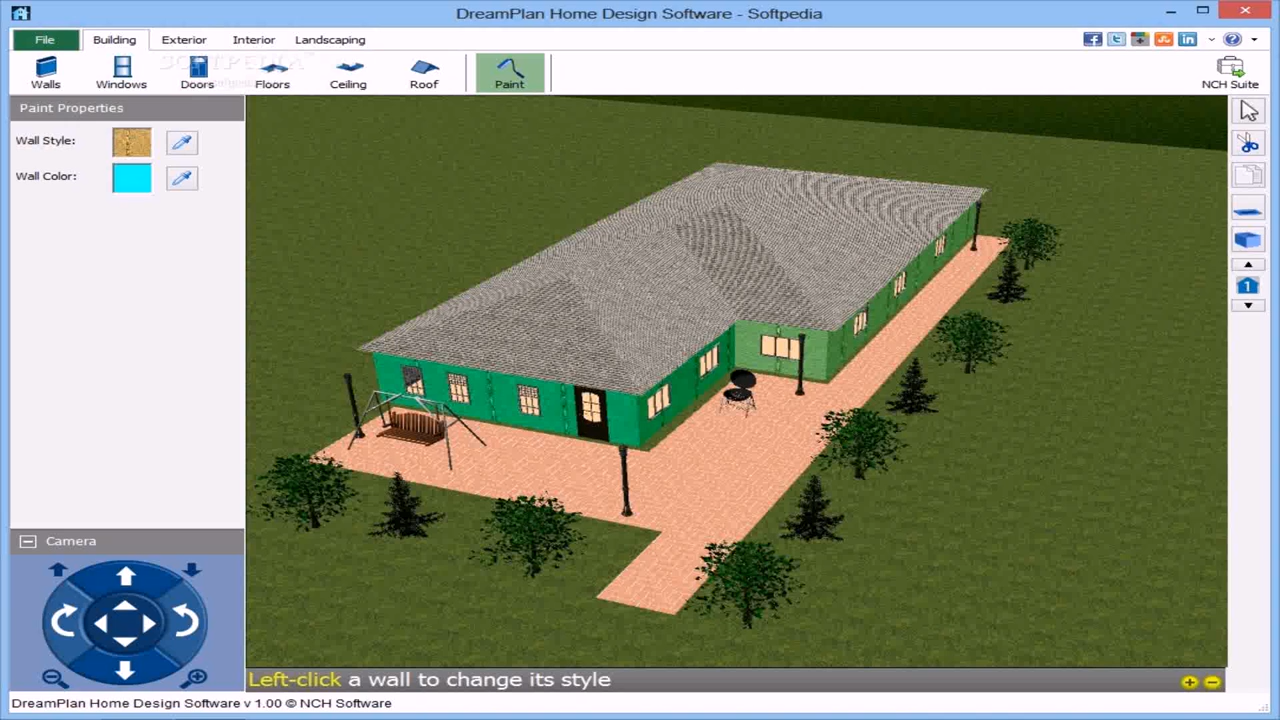 DreamPlan Home Design Software - Softpedia
File Building Exterior Interior Landscaping
SOFTPEDIA
Walls Windows Doors Floors Ceiling Roof Paint NCH Suite
Paint Properties
Wall Style:
Wall Color:
1
Camera
Left-click a wall to change its style
DreamPlan Home Design Software v 1.00 © NCH Software